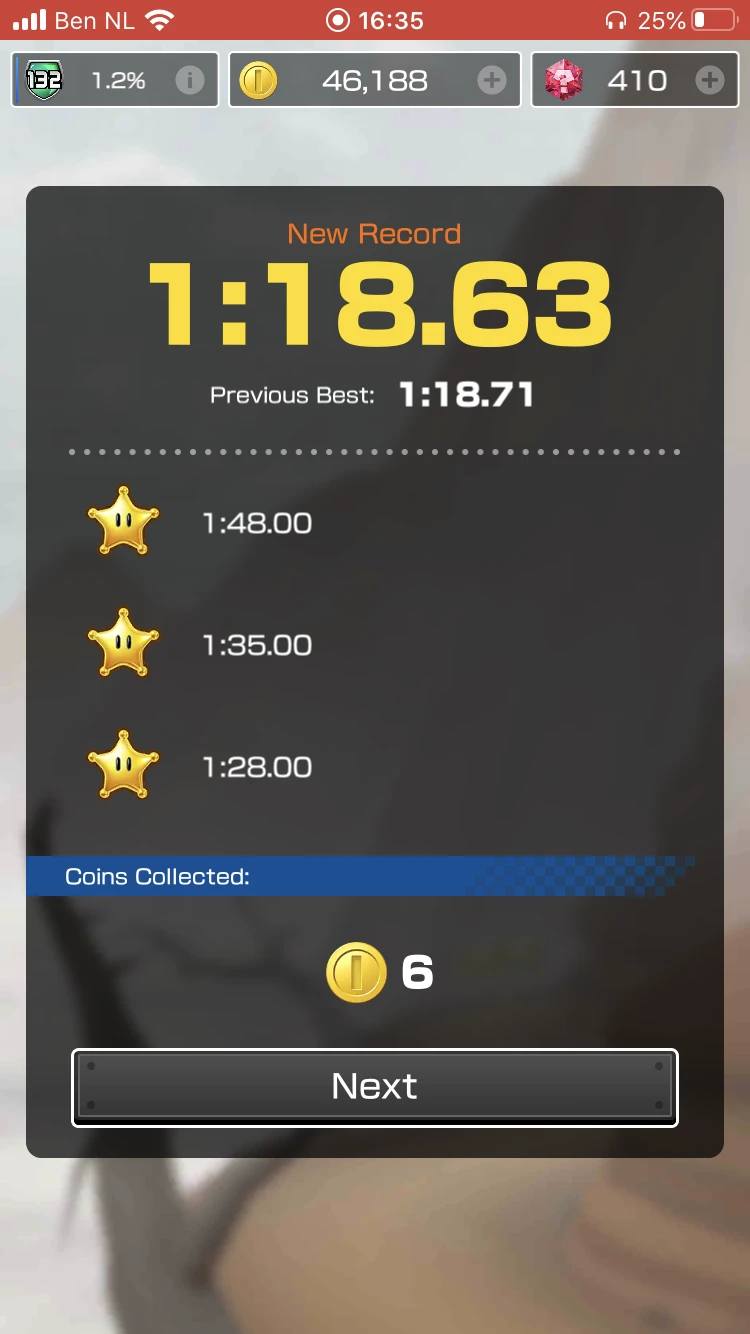 Ben NL 16:35 25%
132 1.2% i 46,188 + 410 +
New Record
1:18.63
Previous Best: 1:18.71
1:48.00
1:35.00
1:28.00
Coins Collected:
6
Next